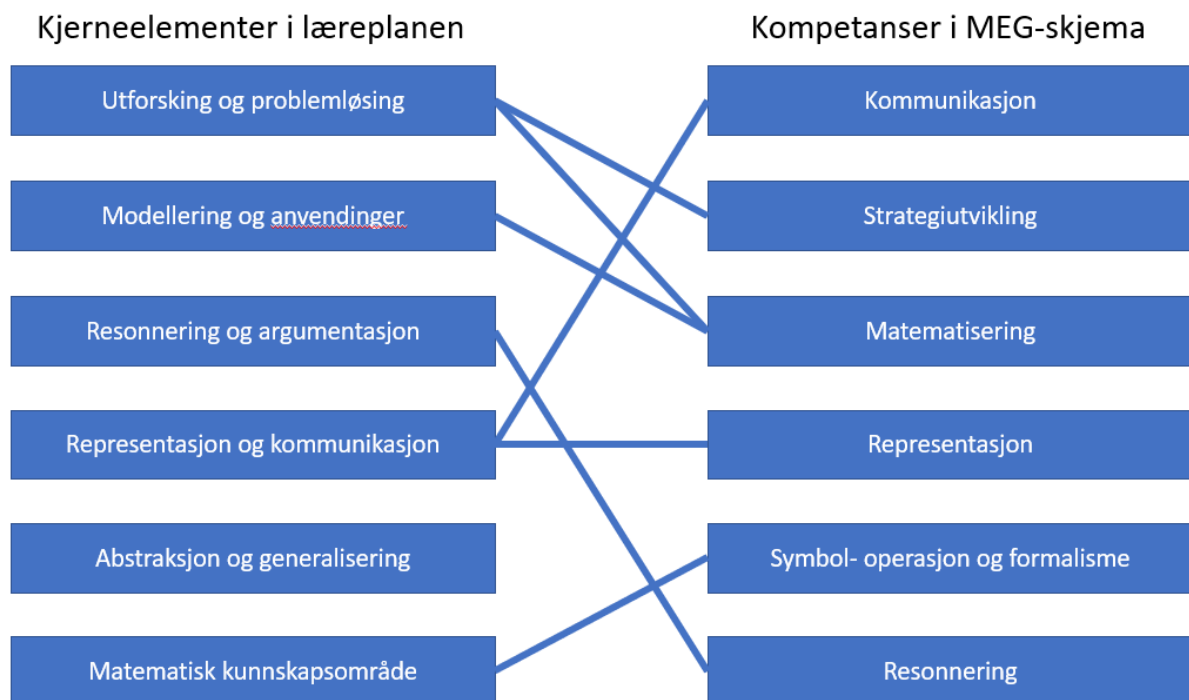 Kjerneelementer i læreplanen
Kompetanser i MEG-skjema
Utforsking og problemløsing
Kommunikasjon
Modellering og anvendinger
Strategiutvikling
Resonnering og argumentasjon
Matematisering
Representasjon og kommunikasjon
Representasjon
Abstraksjon og generalisering
Symbol- operasjon og formalisme
Matematisk kunnskapsområde
Resonnering